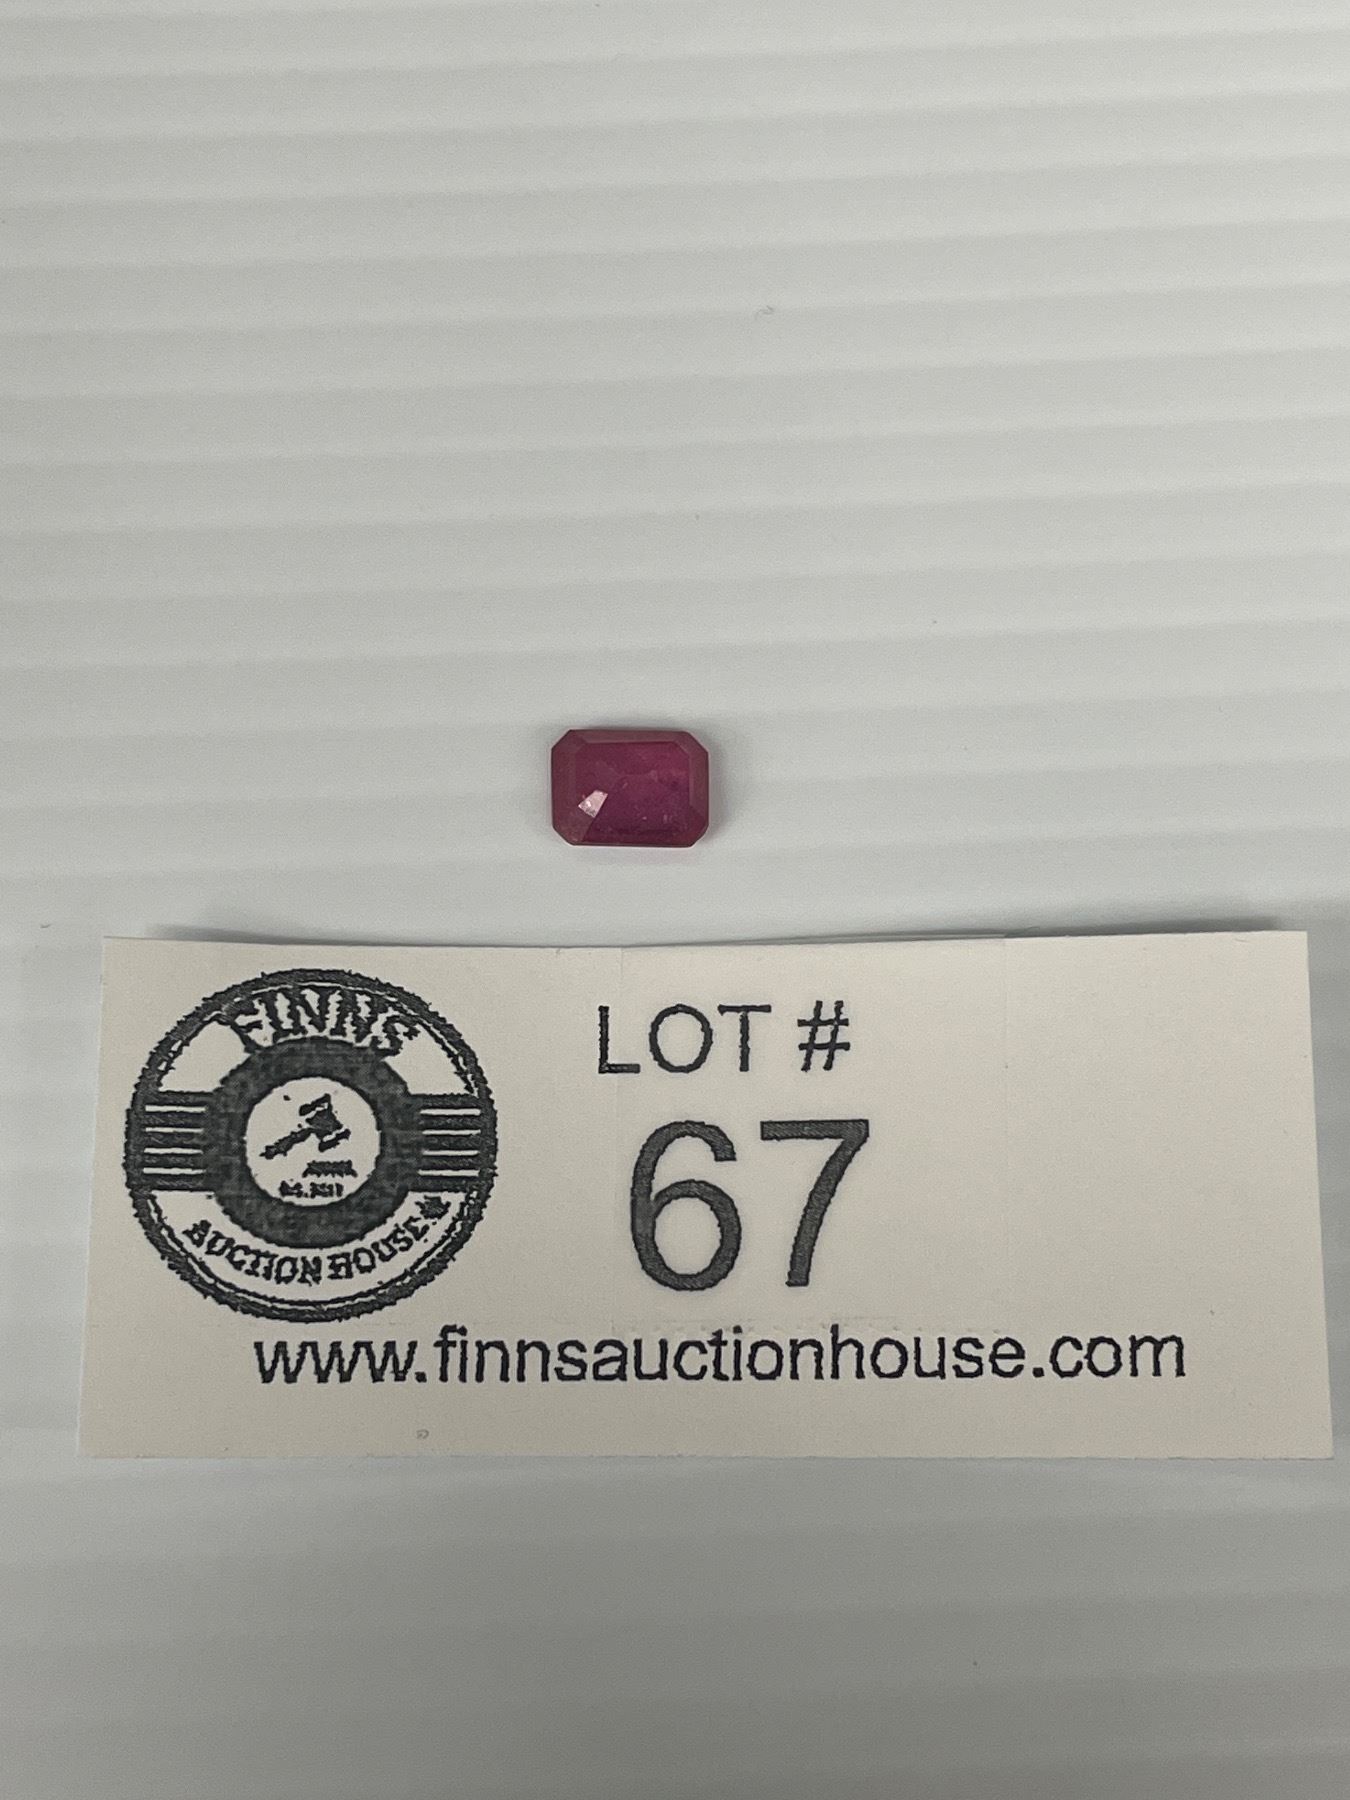 FINNS
AUCTION HOUSE
LOT #
67
www.finnsauctionhouse.com